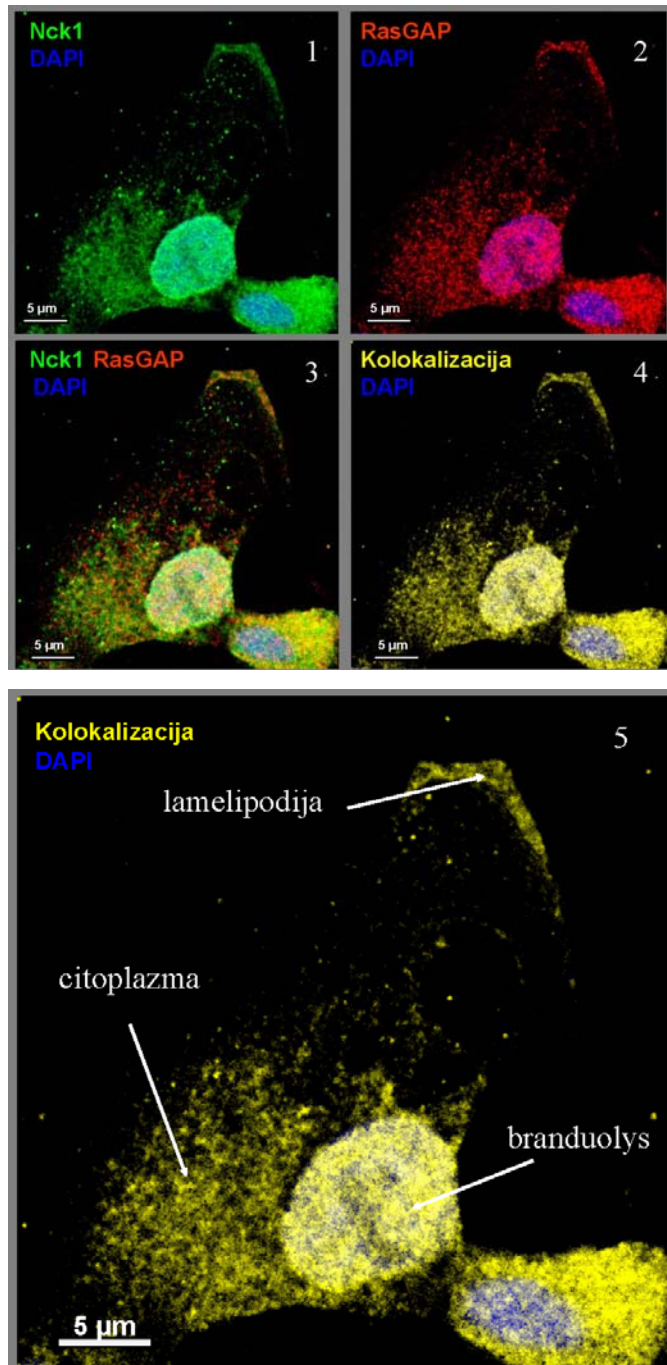 Nck1
DAPI
1
5 µm
RasGAP
DAPI
2
5 µm
Nck1 RasGAP
DAPI
3
5 µm
Kolokalizacija
DAPI
4
5 µm
Kolokalizacija
DAPI
5
lamelipodija
citoplazma
branduolys
5 µm